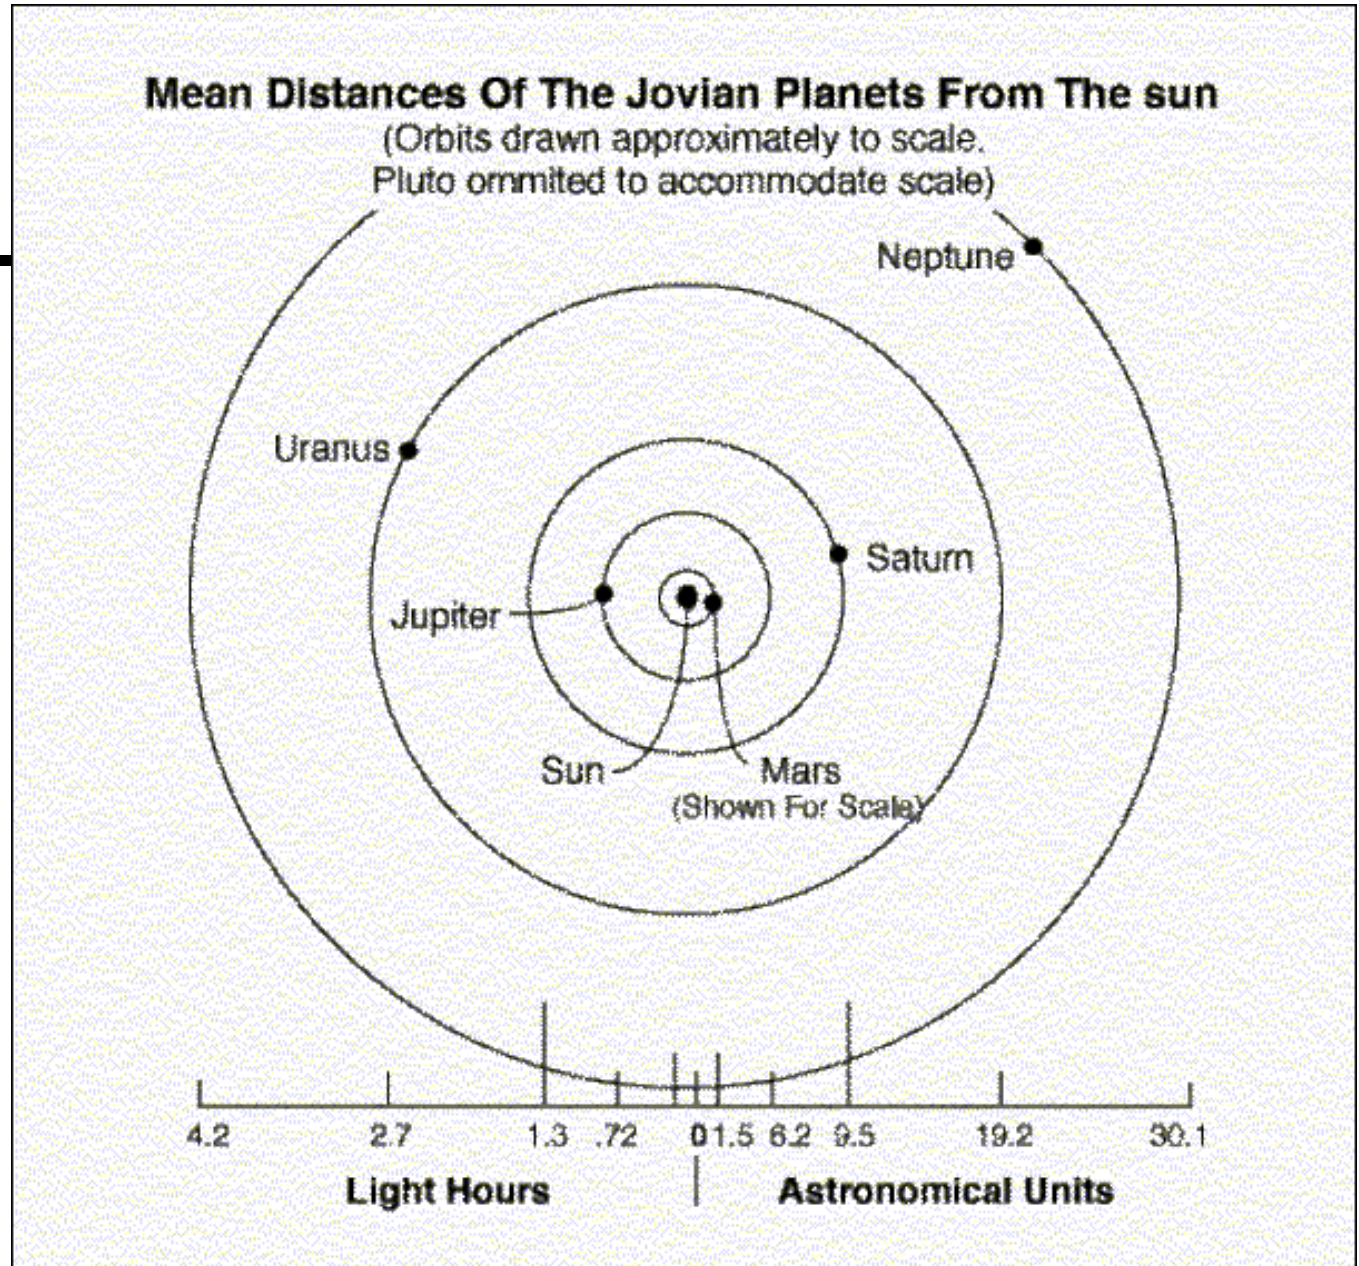 Mean Distances Of The Jovian Planets From The sun
(Orbits drawn approximately to scale.
Pluto ommited to accommodate scale)
Neptune
Uranus
Saturn
Jupiter
Sun
Mars
(Shown For Scale)
4.2 2.7 1.3 .72 0 1.5 6.2 9.5 19.2 30.1
Light Hours
Astronomical Units